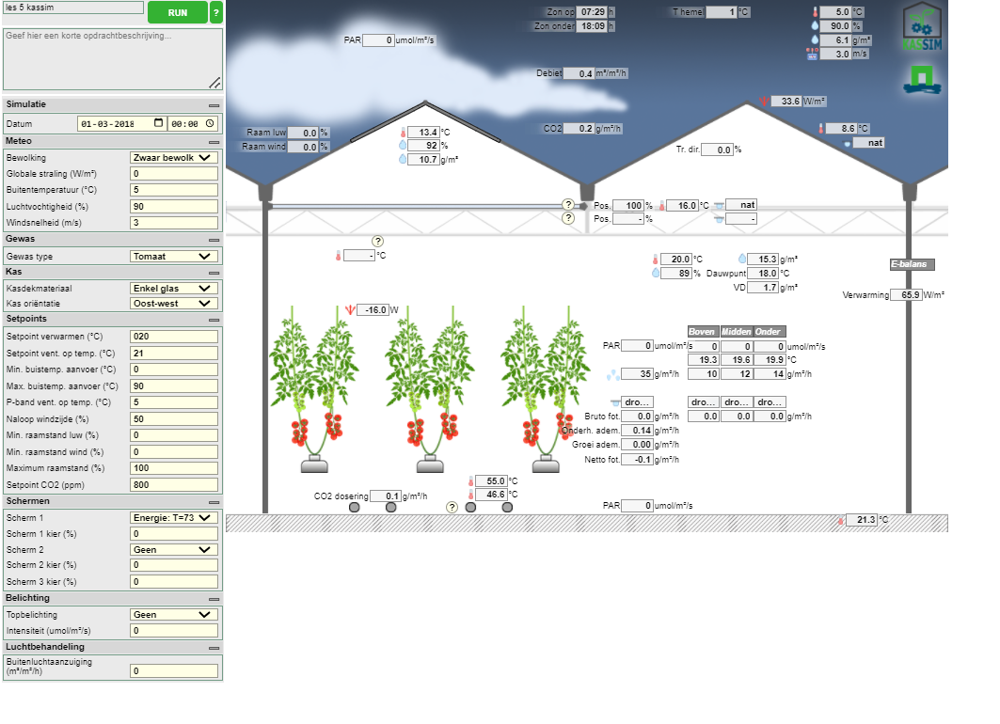 les 5 kassim
RUN
?
Geef hier een korte opdrachtbeschrijving...
Simulatie
Datum 01-03-2018 00:00
Meteo
Bewolking Zwaar bewolk
Globale straling (W/m²) 0
Buitentemperatuur (°C) 5
Luchtvochtigheid (%) 90
Windsnelheid (m/s) 3
Gewas
Gewas type Tomaat
Kas
Kasdekmateriaal Enkel glas
Kas oriëntatie Oost-west
Setpoints
Setpoint verwarmen (°C) 020
Setpoint vent. op temp. (°C) 21
Min. buistemp. aanvoer (°C) 0
Max. buistemp. aanvoer (°C) 90
P-band vent. op temp. (°C) 5
Naloop windzijde (%) 50
Min. raamstand luw (%) 0
Min. raamstand wind (%) 0
Maximum raamstand (%) 100
Setpoint CO2 (ppm) 800
Schermen
Scherm 1 Energie: T=73
Scherm 1 kier (%) 0
Scherm 2 Geen
Scherm 2 kier (%) 0
Scherm 3 kier (%) 0
Belichting
Topbelichting Geen
Intensiteit (umol/m²/s) 0
Luchtbehandeling
Buitenluchtaanzuiging
(m³/m²/h) 0
Zon op 07:29 h
Zon onder 18:09 h
T hemel 1 °C
5.0 °C
90.0 %
6.1 g/m³
3.0 m/s
KASSIM
PAR 0 umol/m²/s
Debiet 0.4 m³/m²/h
33.6 W/m²
Raam luw 0.0 %
Raam wind 0.0 %
13.4 °C
92 %
10.7 g/m³
CO2 0.2 g/m²/h
Tr. dir. 0.0 %
8.6 °C
nat
? Pos. 100 % 16.0 °C nat
? Pos. - % -
?
- °C
20.0 °C 15.3 g/m³
89 % Dauwpunt 18.0 °C
VD 1.7 g/m³
E-balans
Verwarming 65.9 W/m²
-16.0 W
Boven Midden Onder
PAR 0 umol/m²/s 0 0 0 umol/m²/s
19.3 19.6 19.9 °C
35 g/m²/h 10 12 14 g/m²/h
dro... dro... dro... dro...
Bruto fot. 0.0 g/m²/h 0.0 0.0 0.0 g/m²/h
Onderh. adem. 0.14 g/m²/h
Groei adem. 0.00 g/m²/h
Netto fot. -0.1 g/m²/h
55.0 °C
CO2 dosering 0.1 g/m²/h 46.6 °C
? PAR 0 umol/m²/s
21.3 °C